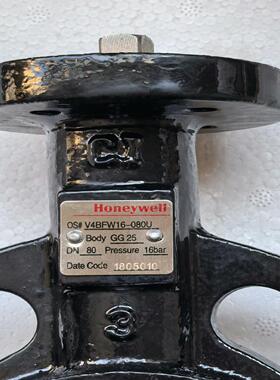 CI
Honeywell
OS# V4BFW16-080U
Body GG 25
DN 80 Pressure 16bar
Date Code 1805010
3